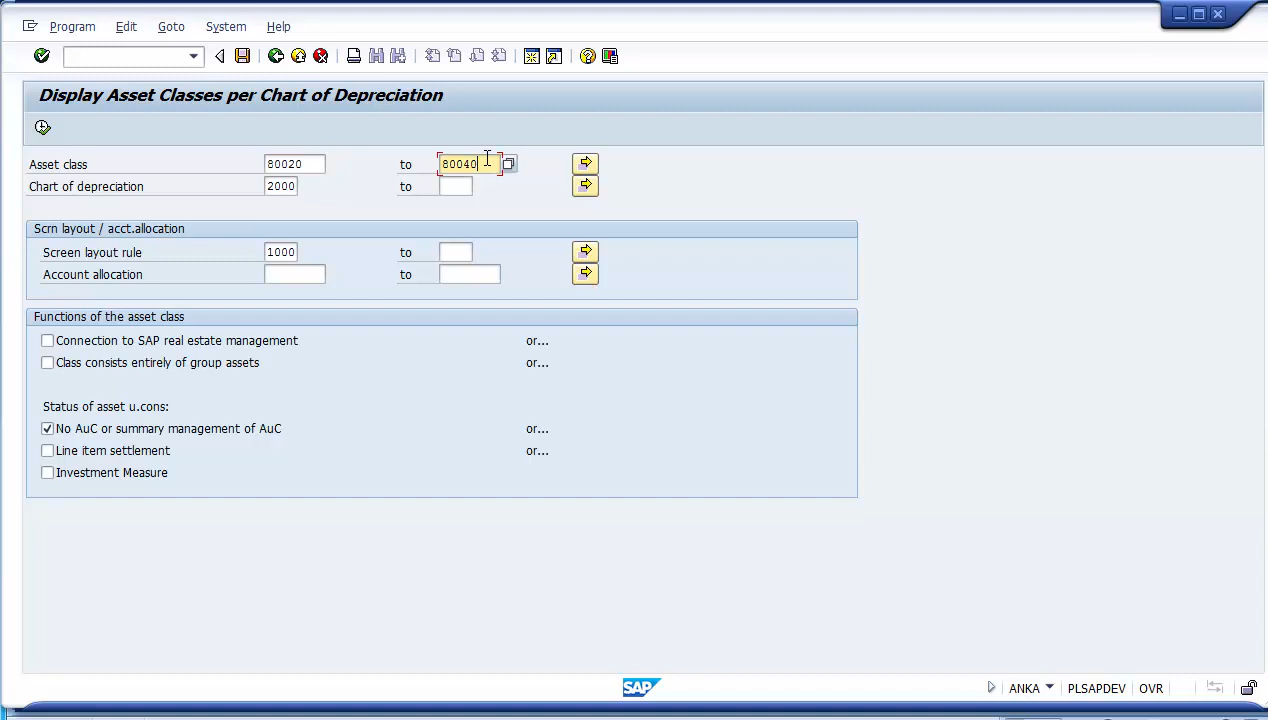 Program Edit Goto System Help
Display Asset Classes per Chart of Depreciation
Asset class 80020 to 80040
Chart of depreciation 2000 to
Scrn layout / acct.allocation
Screen layout rule 1000 to
Account allocation to
Functions of the asset class
Connection to SAP real estate management or...
Class consists entirely of group assets or...
Status of asset u.cons:
No AuC or summary management of AuC or...
Line item settlement or...
Investment Measure
SAP ANKA PLSAPDEV OVR